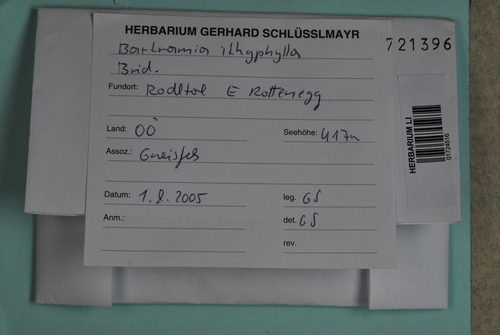 HERBARIUM GERHARD SCHLÜSSLMAYR
721396
Bartramia ithyphylla
Brid.
Fundort: Rodltal E Rottenegg
Land: OÖ Seehöhe: 417m
Assoz.: Gneisfels
Datum: 1.8.2005 leg. GS
Anm.: det. GS
rev.
HERBARIUM LI
01724516